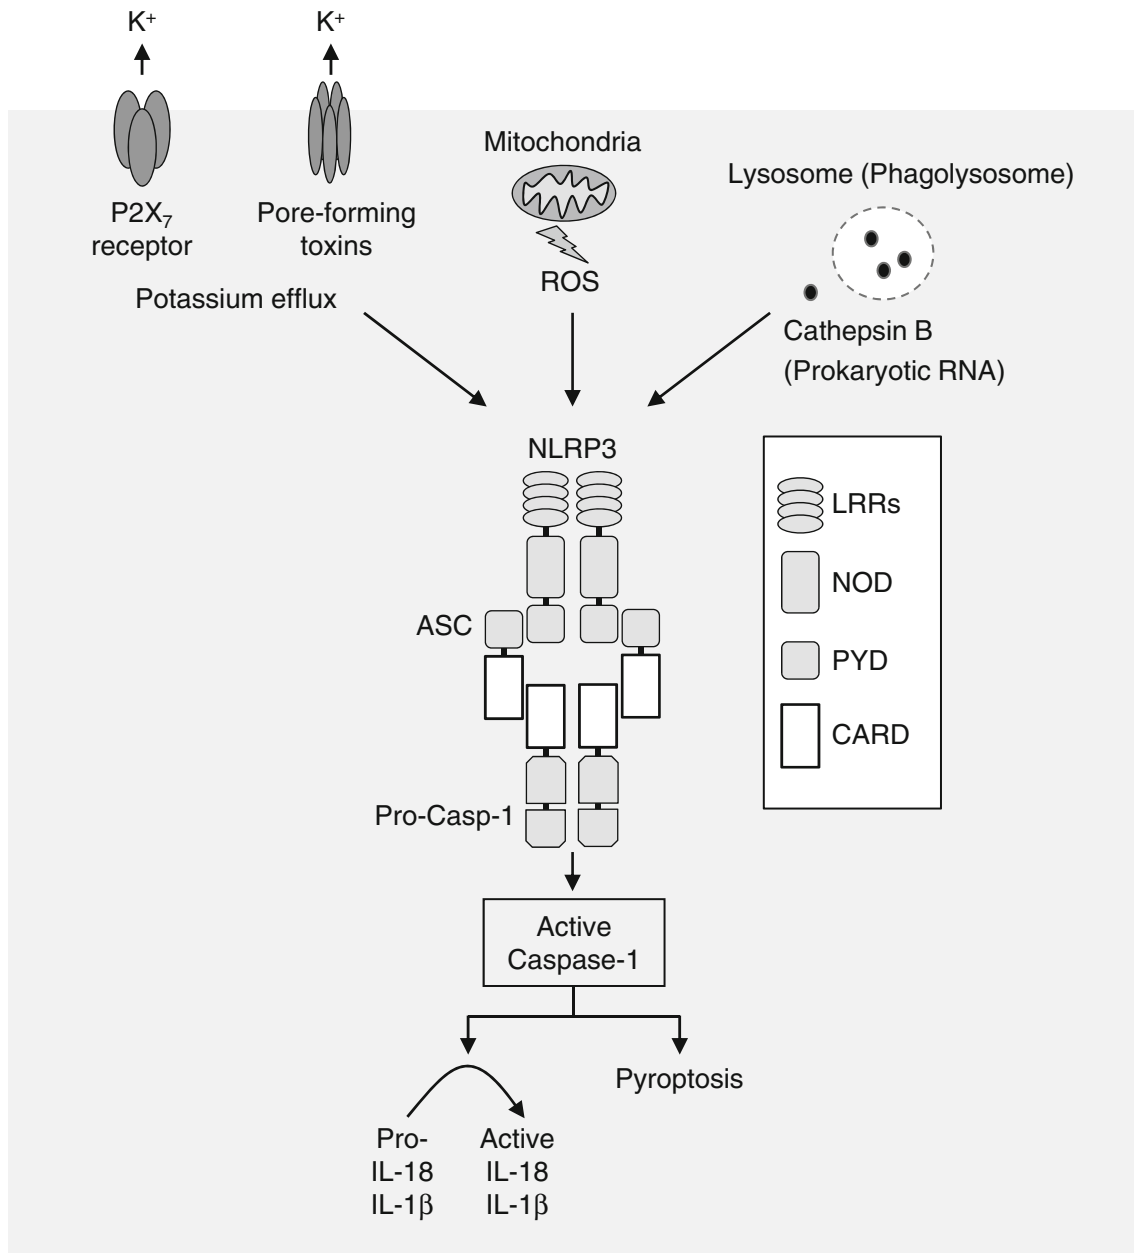 K+
K+
Mitochondria
Lysosome (Phagolysosome)
P2X7
receptor
Pore-forming
toxins
ROS
Potassium efflux
Cathepsin B
(Prokaryotic RNA)
NLRP3
LRRs
NOD
ASC
PYD
CARD
Pro-Casp-1
Active
Caspase-1
Pyroptosis
Pro-
IL-18
IL-1β
Active
IL-18
IL-1β